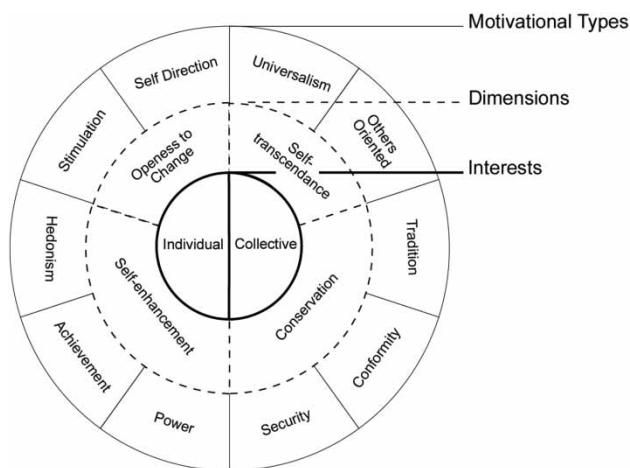 Motivational Types
Dimensions
Interests
Self Direction
Universalism
Others
Oriented
Tradition
Conformity
Security
Power
Achievement
Hedonism
Stimulation
Openess to
Change
Self-
transcendance
Conservation
Self-enhancement
Individual
Collective